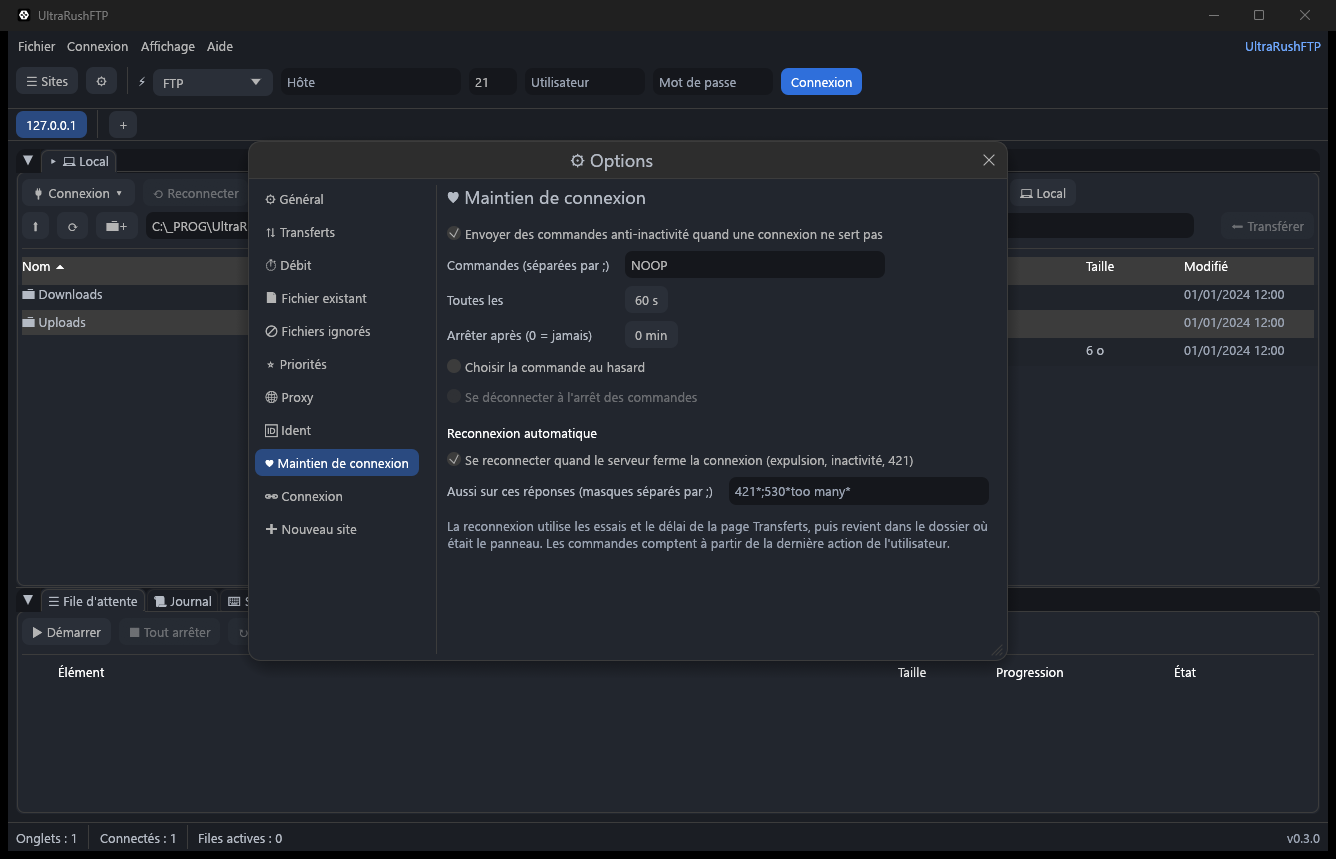 UltraRushFTP
Fichier Connexion Affichage Aide UltraRushFTP
Sites FTP Hôte 21 Utilisateur Mot de passe Connexion
127.0.0.1 +
Local
Connexion Reconnecter Local
C:\_PROG\UltraR Transférer
Nom Taille Modifié
Downloads 01/01/2024 12:00
Uploads 01/01/2024 12:00
6 o 01/01/2024 12:00
Options
Général
Transferts
Débit
Fichier existant
Fichiers ignorés
Priorités
Proxy
Ident
Maintien de connexion
Connexion
Nouveau site
Maintien de connexion
Envoyer des commandes anti-inactivité quand une connexion ne sert pas
Commandes (séparées par ;) NOOP
Toutes les 60 s
Arrêter après (0 = jamais) 0 min
Choisir la commande au hasard
Se déconnecter à l'arrêt des commandes
Reconnexion automatique
Se reconnecter quand le serveur ferme la connexion (expulsion, inactivité, 421)
Aussi sur ces réponses (masques séparés par ;) 421*;530*too many*
La reconnexion utilise les essais et le délai de la page Transferts, puis revient dans le dossier où
était le panneau. Les commandes comptent à partir de la dernière action de l'utilisateur.
File d'attente Journal S
Démarrer Tout arrêter
Élément Taille Progression État
Onglets : 1 Connectés : 1 Files actives : 0 v0.3.0